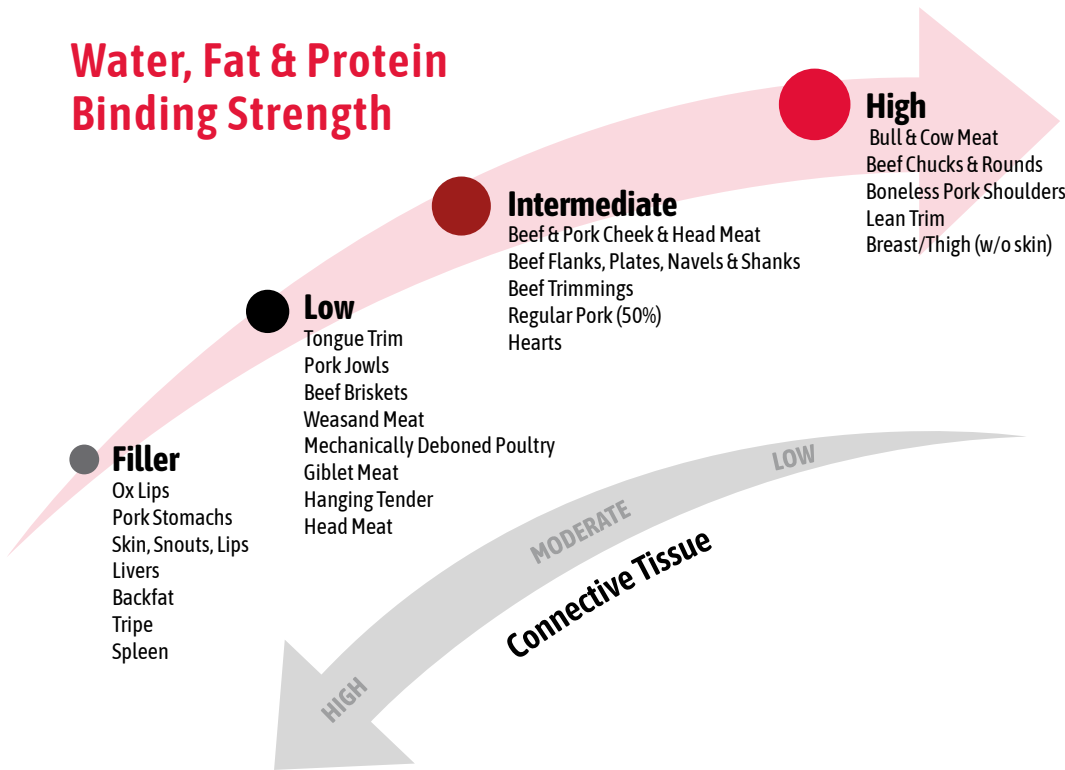 Water, Fat & Protein
Binding Strength
High
Bull & Cow Meat
Beef Chucks & Rounds
Boneless Pork Shoulders
Lean Trim
Breast/Thigh (w/o skin)
Intermediate
Beef & Pork Cheek & Head Meat
Beef Flanks, Plates, Navels & Shanks
Beef Trimmings
Regular Pork (50%)
Hearts
Low
Tongue Trim
Pork Jowls
Beef Briskets
Weasand Meat
Mechanically Deboned Poultry
Giblet Meat
Hanging Tender
Head Meat
Filler
Ox Lips
Pork Stomachs
Skin, Snouts, Lips
Livers
Backfat
Tripe
Spleen
LOW
MODERATE
HIGH
Connective Tissue